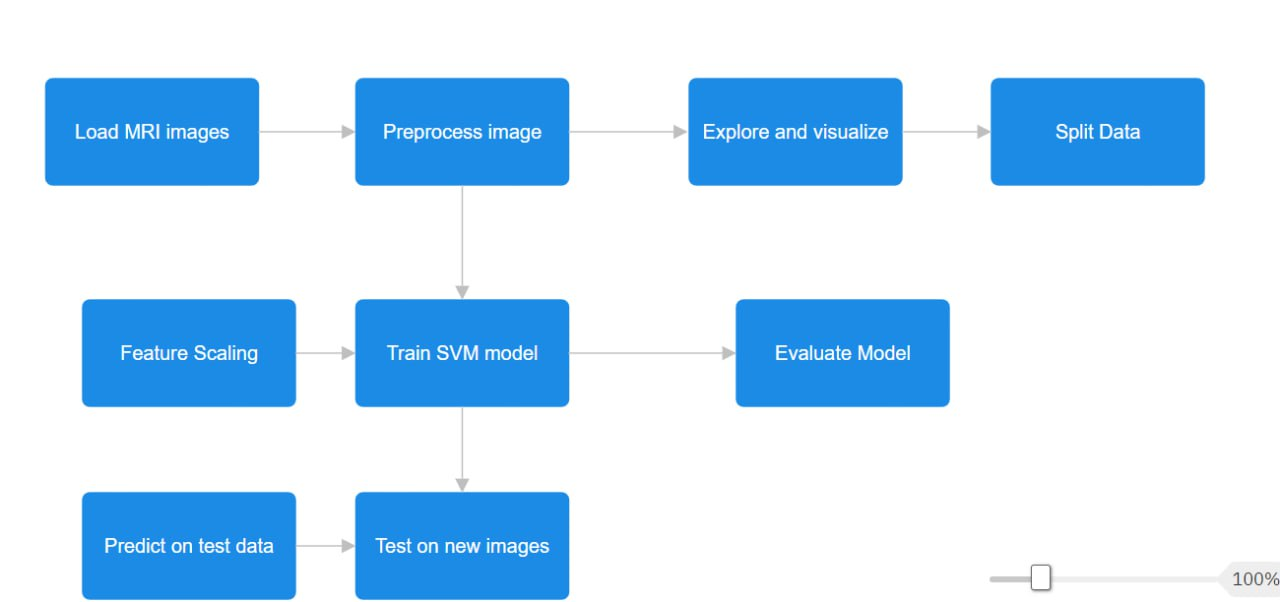 Load MRI images
Preprocess image
Explore and visualize
Split Data
Feature Scaling
Train SVM model
Evaluate Model
Predict on test data
Test on new images
100%